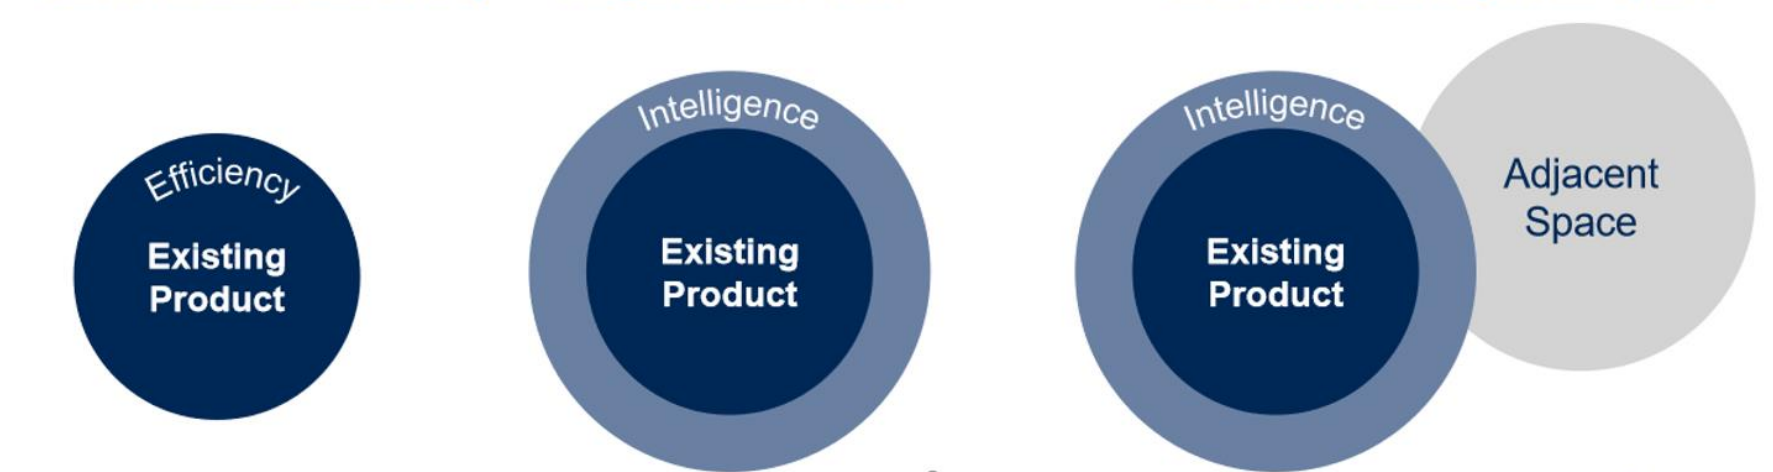 Efficiency
Existing
Product
Intelligence
Existing
Product
Intelligence
Existing
Product
Adjacent
Space